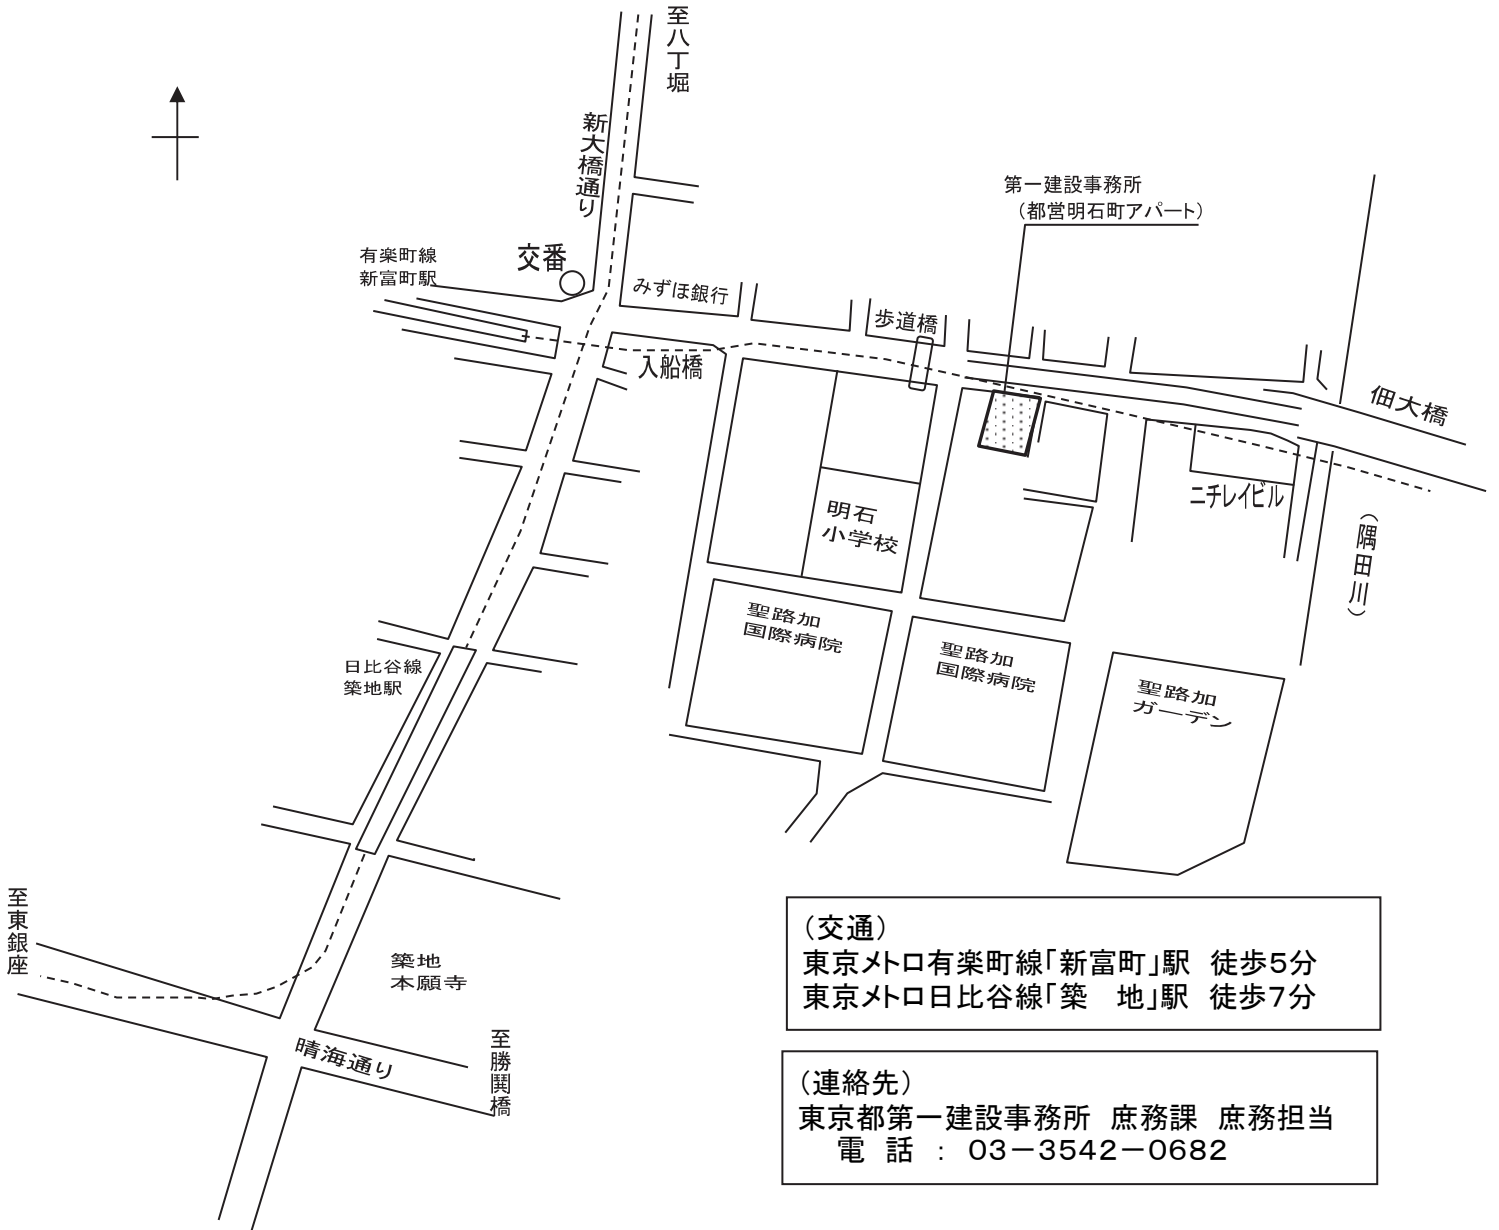 至八丁堀
新大橋通り
第一建設事務所
（都営明石町アパート）
有楽町線
新富町駅
交番
みずほ銀行
歩道橋
入船橋
佃大橋
ニチレイビル
明石
小学校
（隅田川）
聖路加
国際病院
聖路加
国際病院
日比谷線
築地駅
聖路加
ガーデン
至東銀座
築地
本願寺
晴海通り
至勝鬨橋
（交通）
東京メトロ有楽町線「新富町」駅　徒歩5分
東京メトロ日比谷線「築　地」駅　徒歩7分
（連絡先）
東京都第一建設事務所　庶務課　庶務担当
電　話　：　03－3542－0682